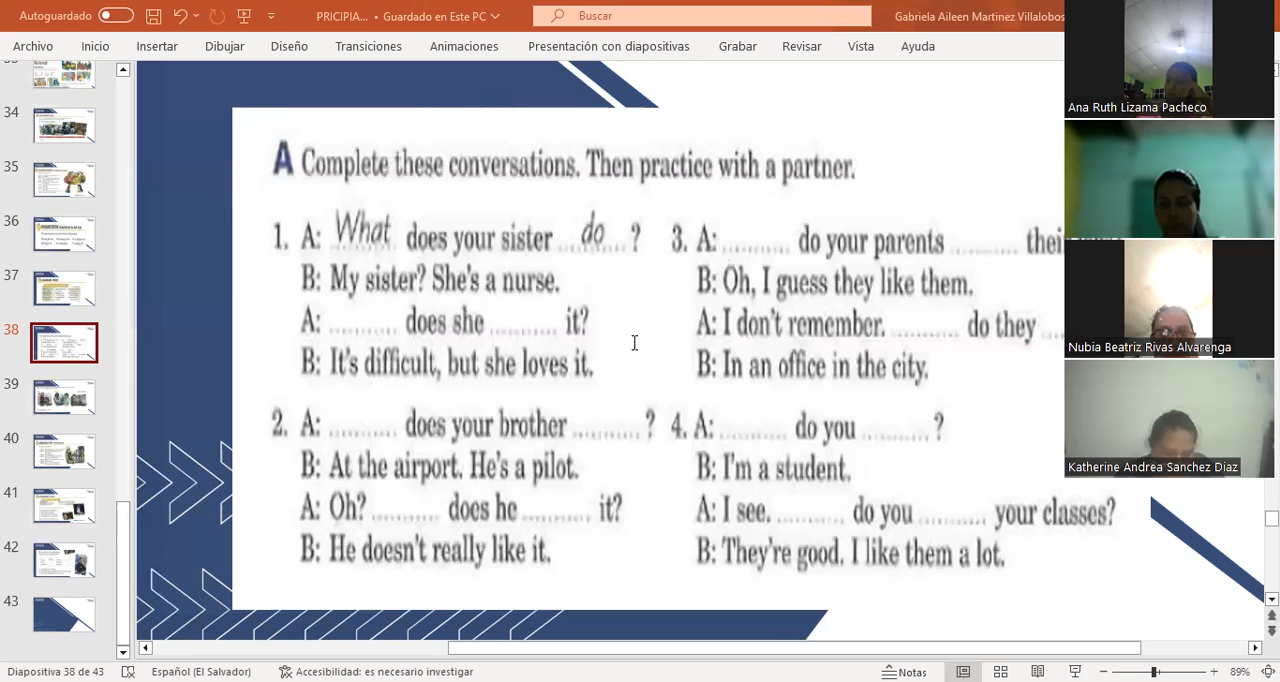 Autoguardado
PRICIPIA... • Guardado en Este PC
Buscar
Gabriela Aileen Martinez Villalobos
Archivo Inicio Insertar Dibujar Diseño Transiciones Animaciones Presentación con diapositivas Grabar Revisar Vista Ayuda
34
35
36
37
38
39
40
41
42
43
A Complete these conversations. Then practice with a partner.
1. A: What does your sister do ?
B: My sister? She's a nurse.
A: .......... does she .......... it?
B: It's difficult, but she loves it.
2. A: .......... does your brother .......... ?
B: At the airport. He's a pilot.
A: Oh? .......... does he .......... it?
B: He doesn't really like it.
3. A: .......... do your parents ..........
B: Oh, I guess they like them.
A: I don't remember. .......... do they
B: In an office in the city.
4. A: .......... do you .......... ?
B: I'm a student.
A: I see. .......... do you .......... your classes?
B: They're good. I like them a lot.
Ana Ruth Lizama Pacheco
Nubia Beatriz Rivas Alvarenga
Katherine Andrea Sanchez Diaz
Diapositiva 38 de 43
Español (El Salvador)
Accesibilidad: es necesario investigar
Notas
89%